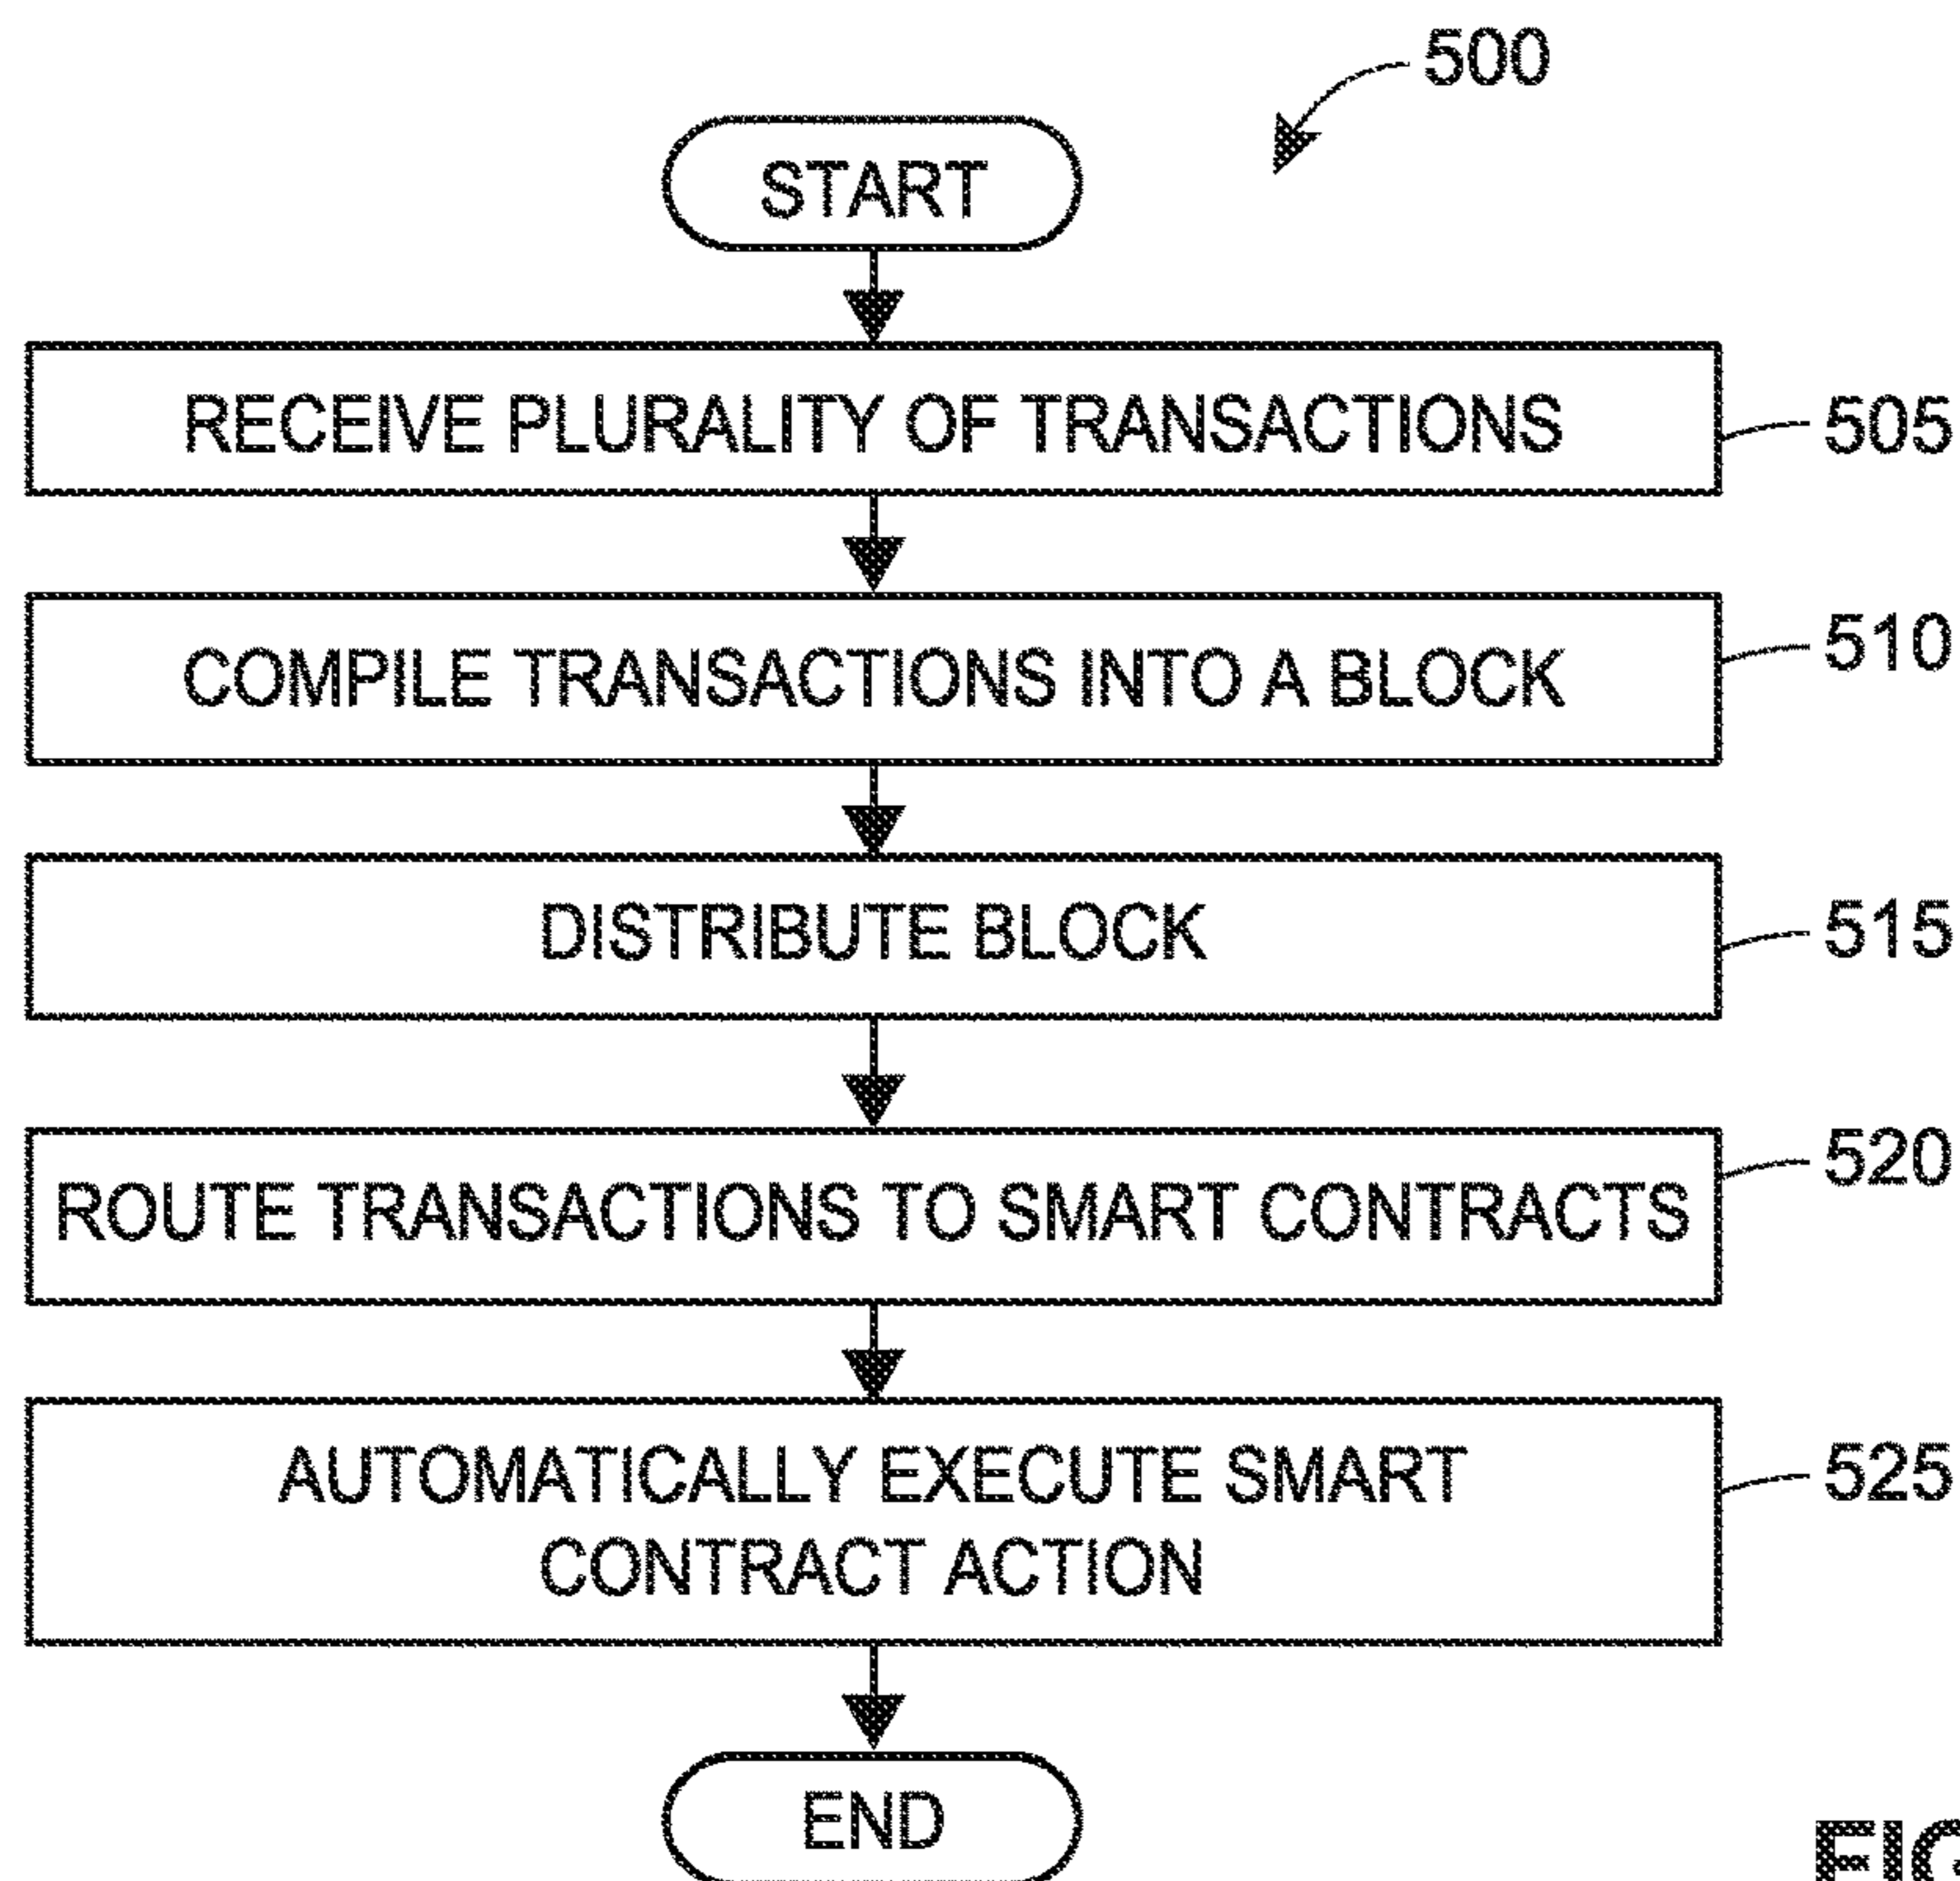 500
START
RECEIVE PLURALITY OF TRANSACTIONS
505
COMPILE TRANSACTIONS INTO A BLOCK
510
DISTRIBUTE BLOCK
515
ROUTE TRANSACTIONS TO SMART CONTRACTS
520
AUTOMATICALLY EXECUTE SMART
CONTRACT ACTION
525
END